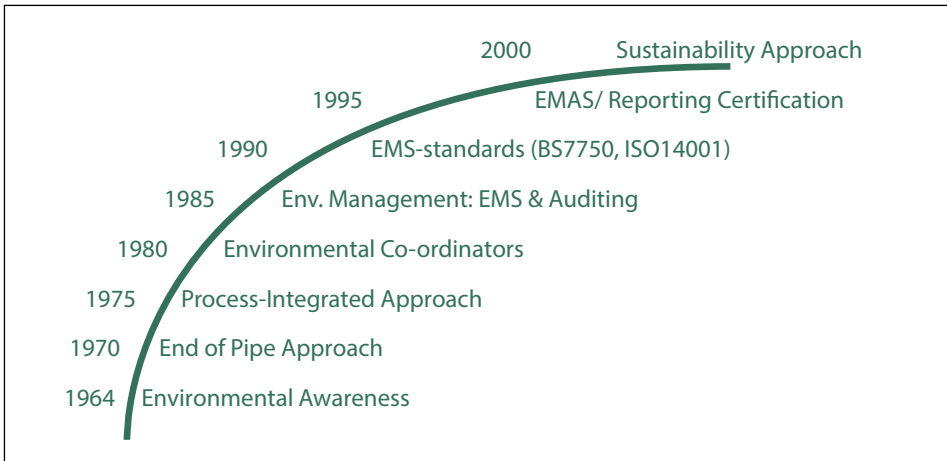 2000 Sustainability Approach
1995 EMAS/ Reporting Certification
1990 EMS-standards (BS7750, ISO14001)
1985 Env. Management: EMS & Auditing
1980 Environmental Co-ordinators
1975 Process-Integrated Approach
1970 End of Pipe Approach
1964 Environmental Awareness